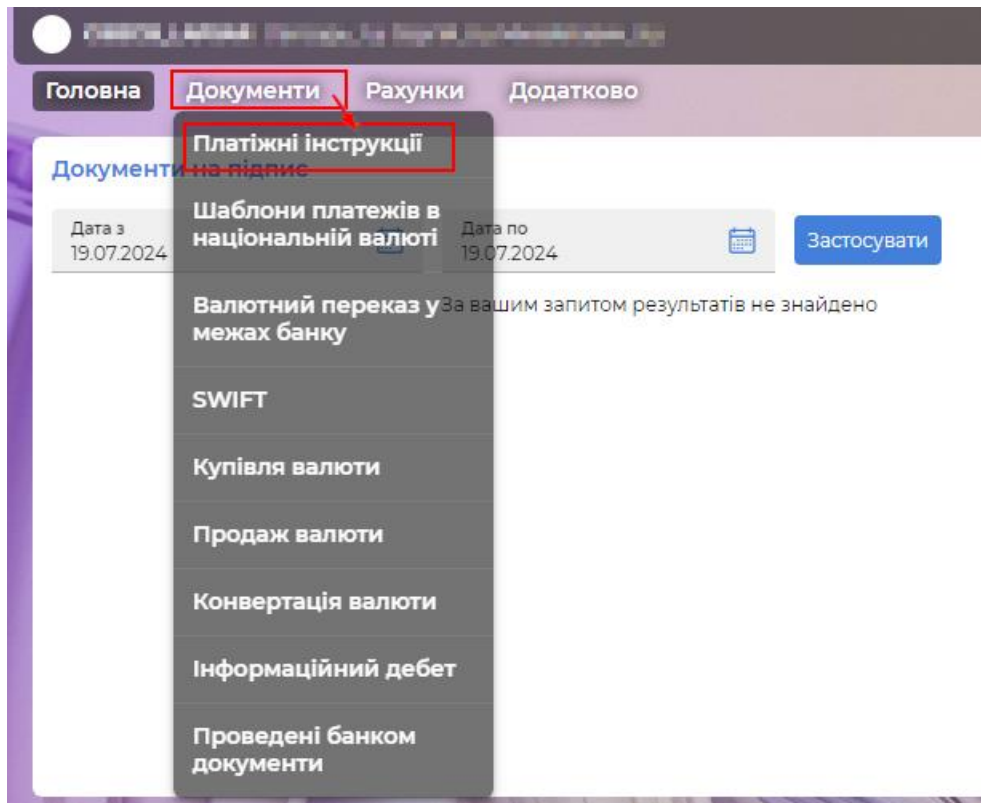 Головна Документи Рахунки Додатково
Платіжні інструкції
Документи на підпис
Шаблони платежів в
національній валюті
Дата з
19.07.2024
Дата по
19.07.2024
Застосувати
Валютний переказ у
межах банку
За вашим запитом результатів не знайдено
SWIFT
Купівля валюти
Продаж валюти
Конвертація валюти
Інформаційний дебет
Проведені банком
документи